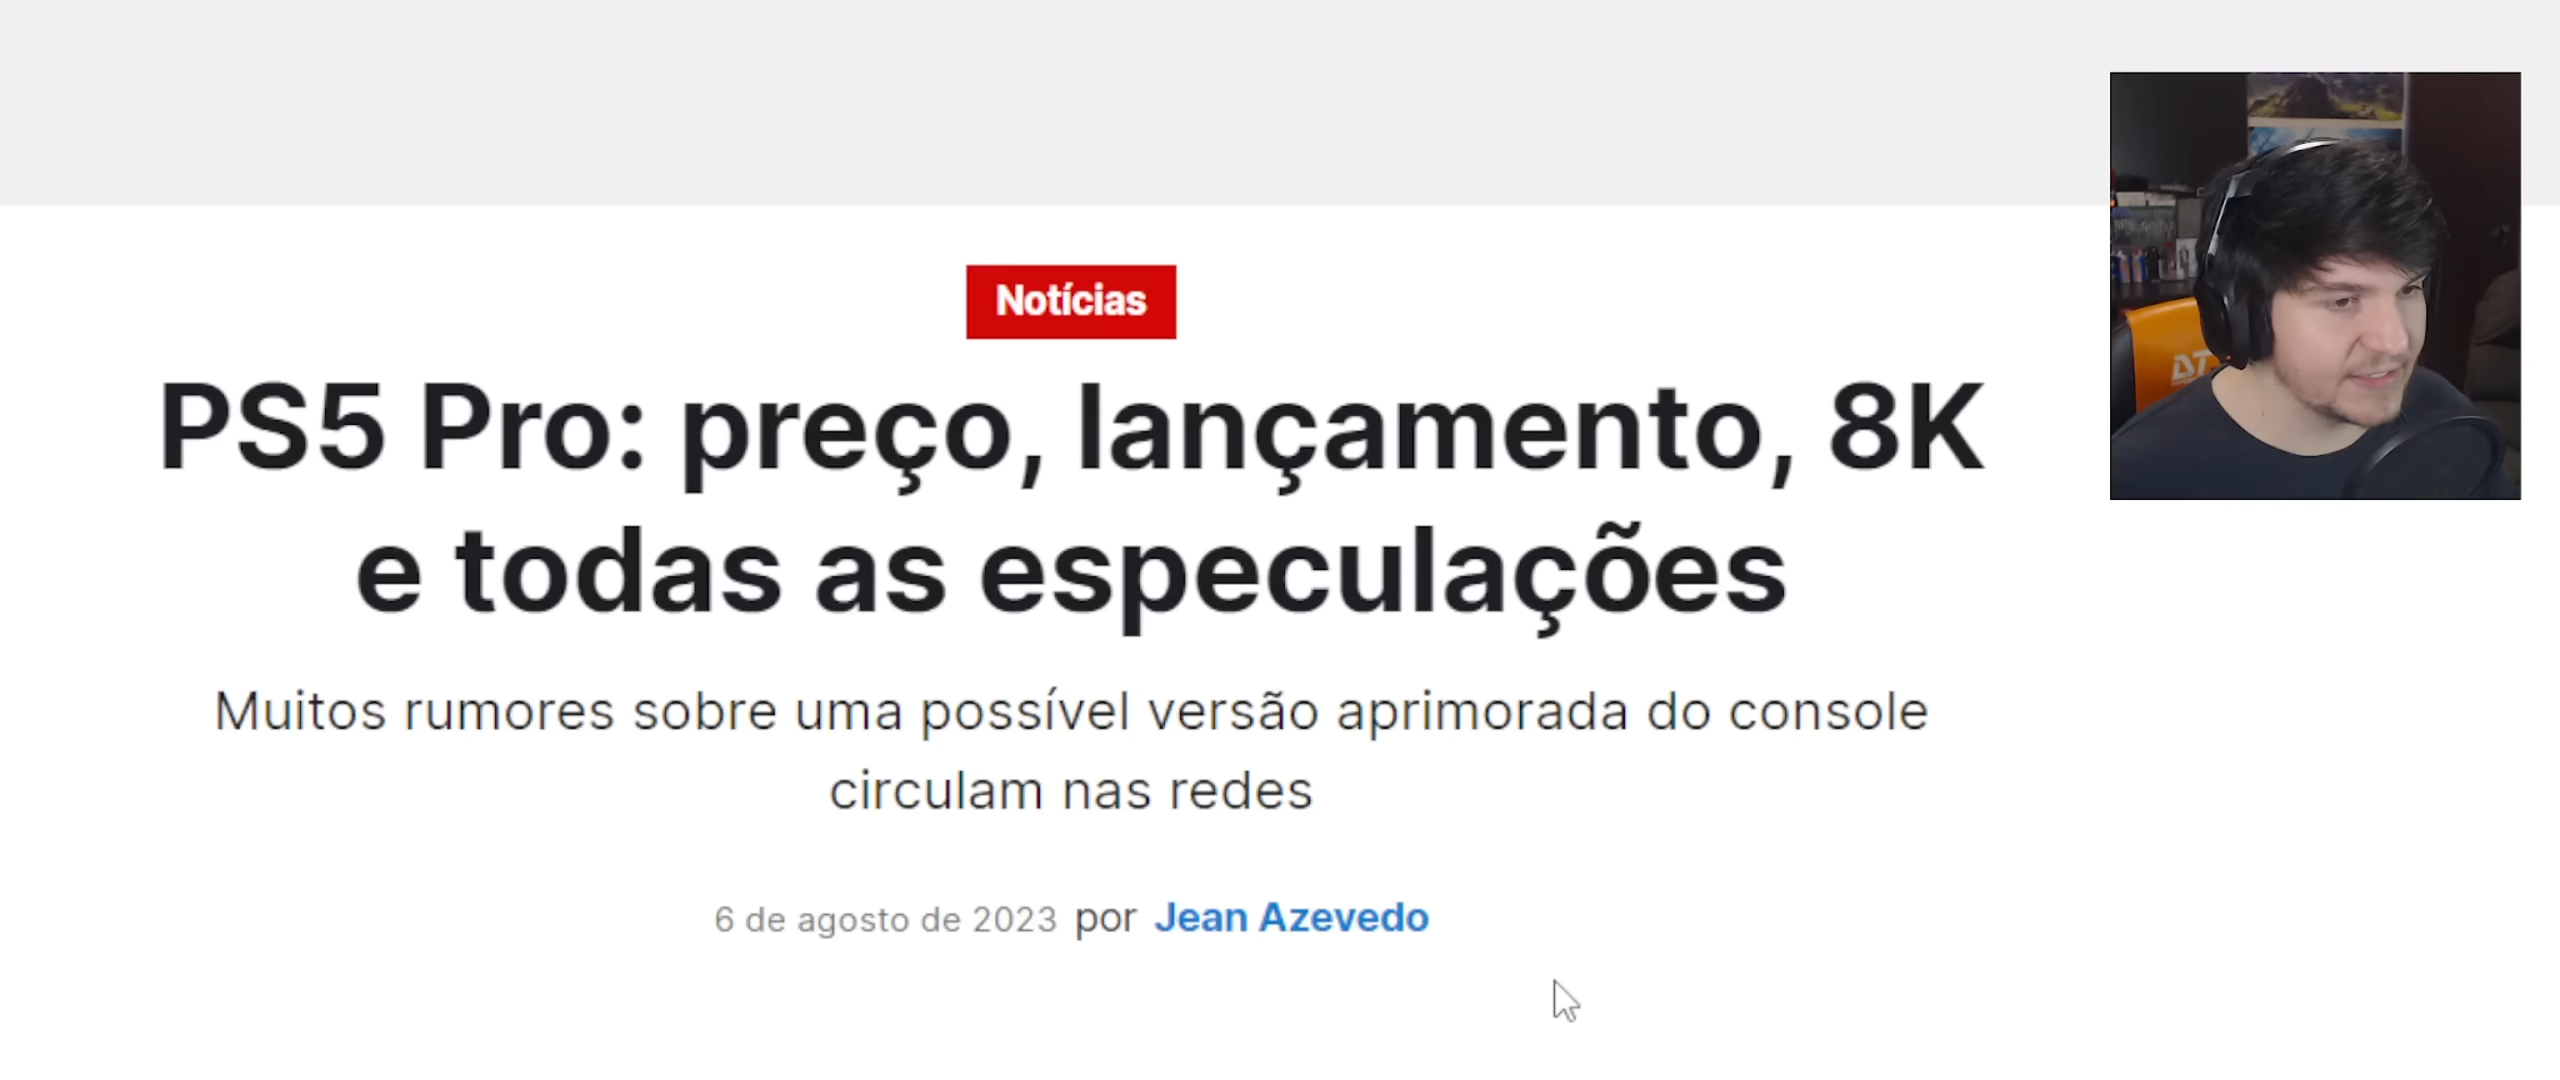 Notícias
PS5 Pro: preço, lançamento, 8K
e todas as especulações
Muitos rumores sobre uma possível versão aprimorada do console
circulam nas redes
6 de agosto de 2023 por Jean Azevedo